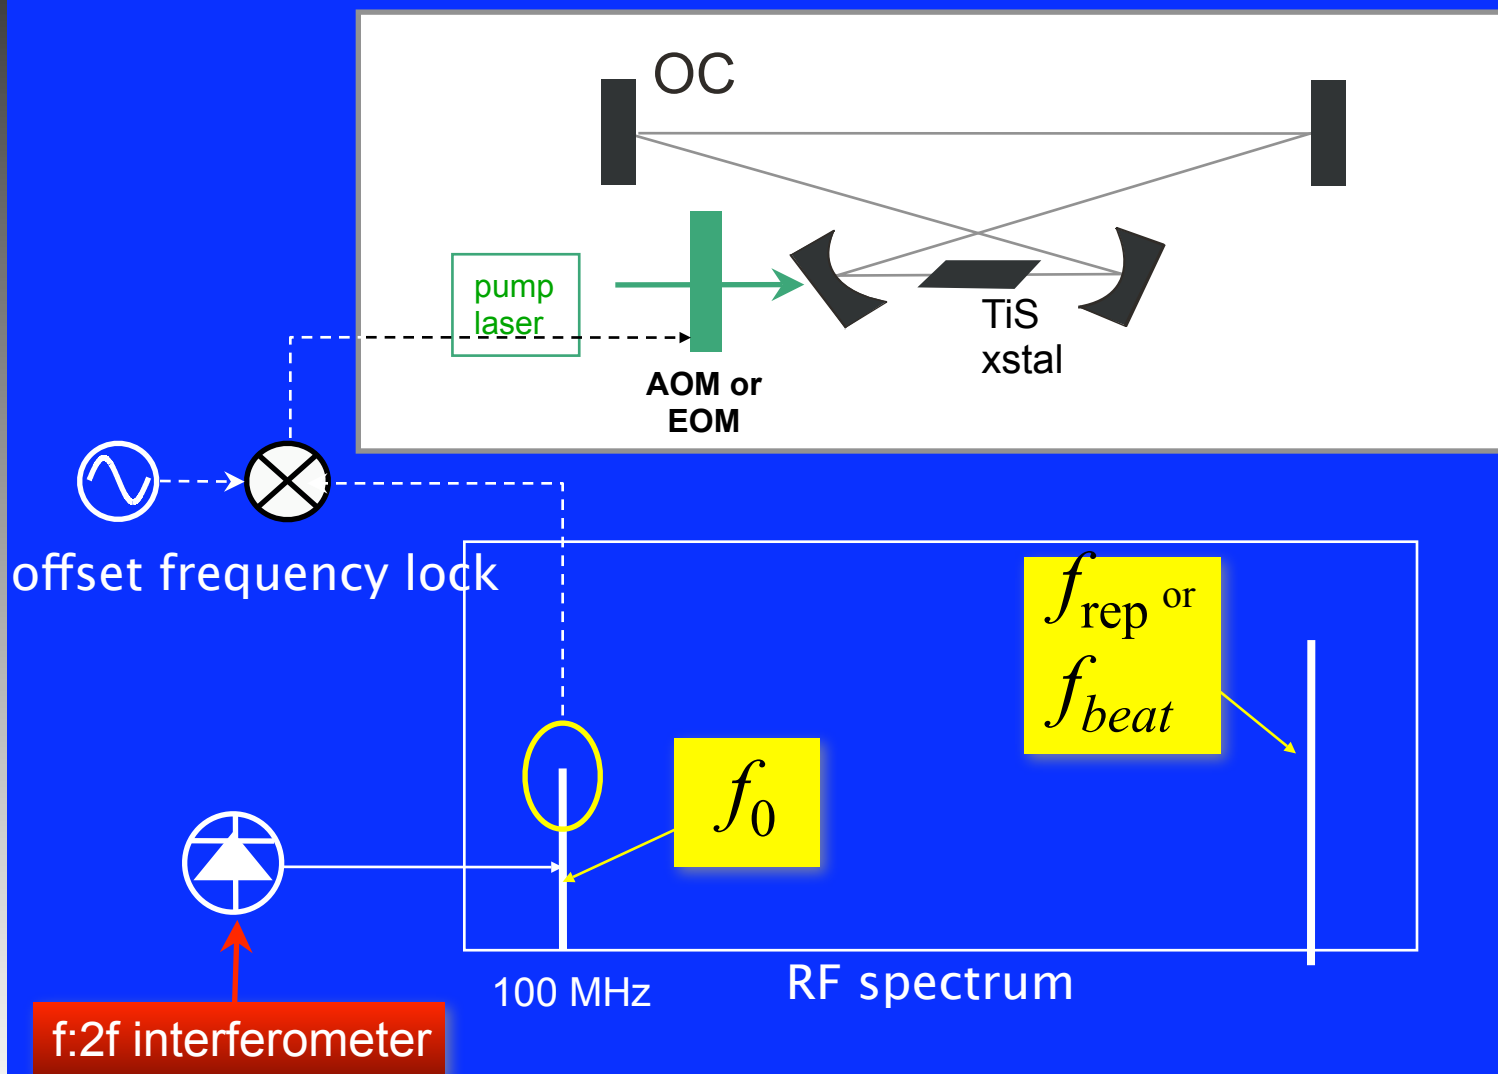 OC
pump
laser
TiS
xstal
AOM or
EOM
offset frequency lock
f_rep or
f_beat
f_0
100 MHz
RF spectrum
f:2f interferometer